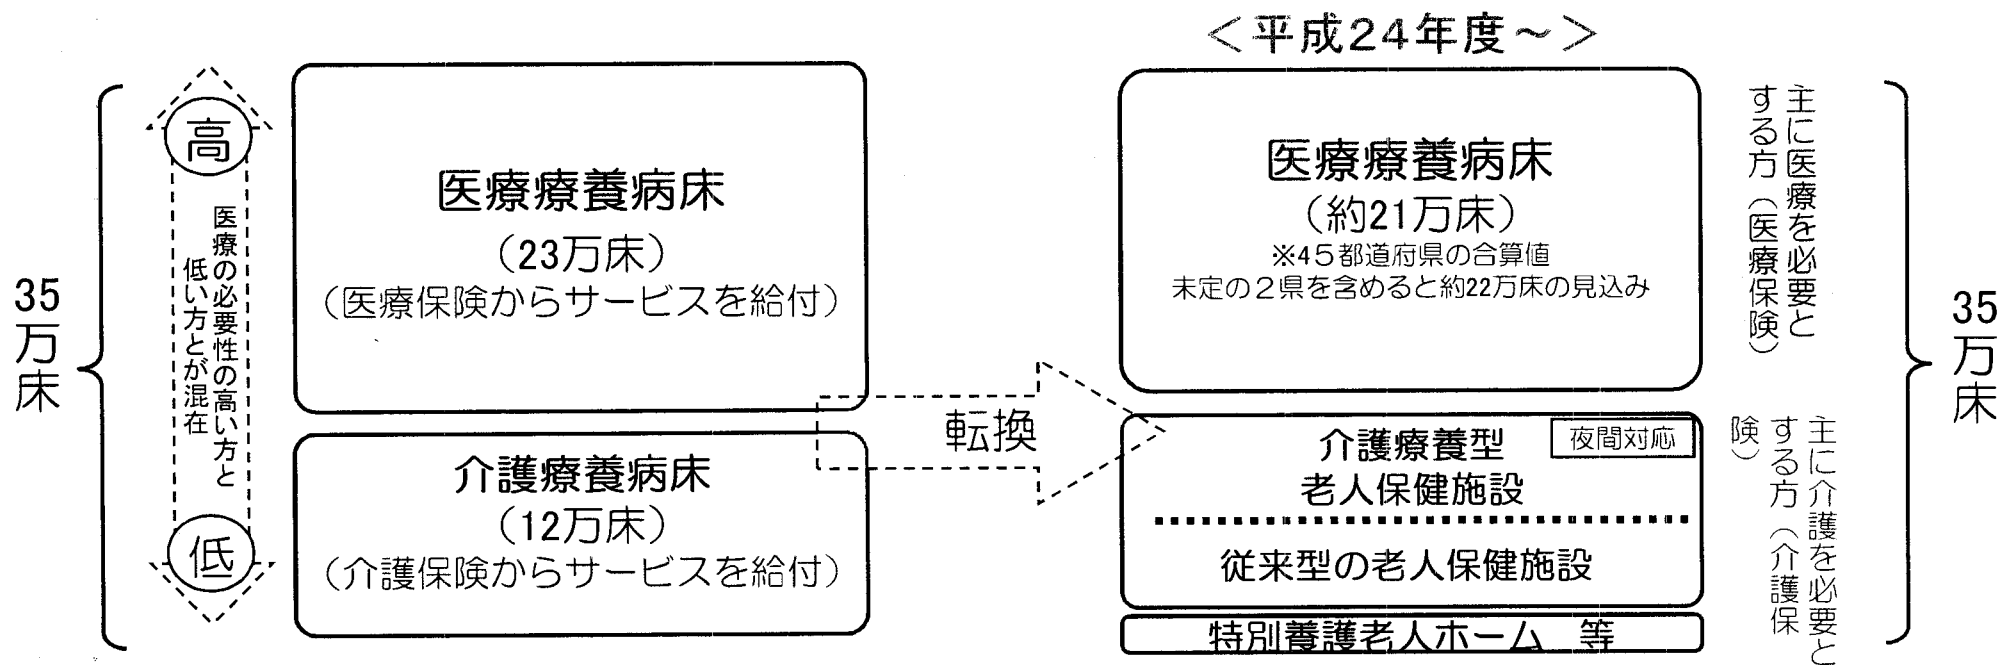 ＜平成24年度～＞
35万床
高
医療の必要性の高い方と
低い方とが混在
低
医療療養病床
（23万床）
（医療保険からサービスを給付）
介護療養病床
（12万床）
（介護保険からサービスを給付）
転換
医療療養病床
（約21万床）
※45都道府県の合算値
未定の２県を含めると約22万床の見込み
介護療養型
夜間対応
老人保健施設
従来型の老人保健施設
特別養護老人ホーム　等
主に医療を必要と
する方（医療保険）
主に介護を必要と
する方（介護保
険）
35万床